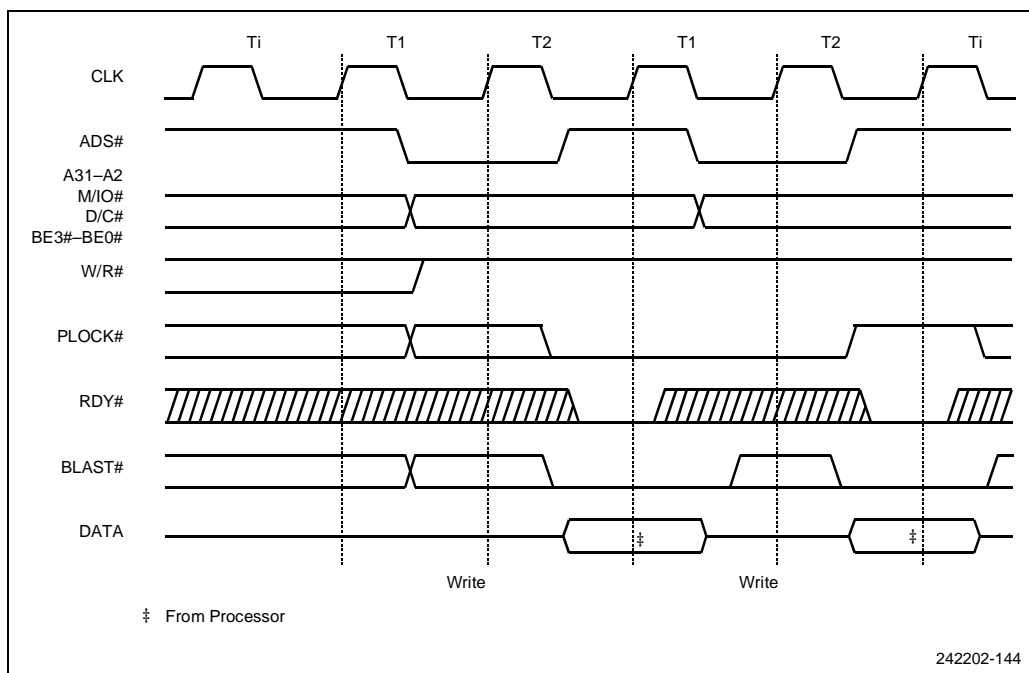 Ti T1 T2 T1 T2 Ti
CLK
ADS#
A31–A2
M/IO#
D/C#
BE3#–BE0#
W/R#
PLOCK#
RDY#
BLAST#
DATA
‡ ‡
Write Write
‡ From Processor
242202-144